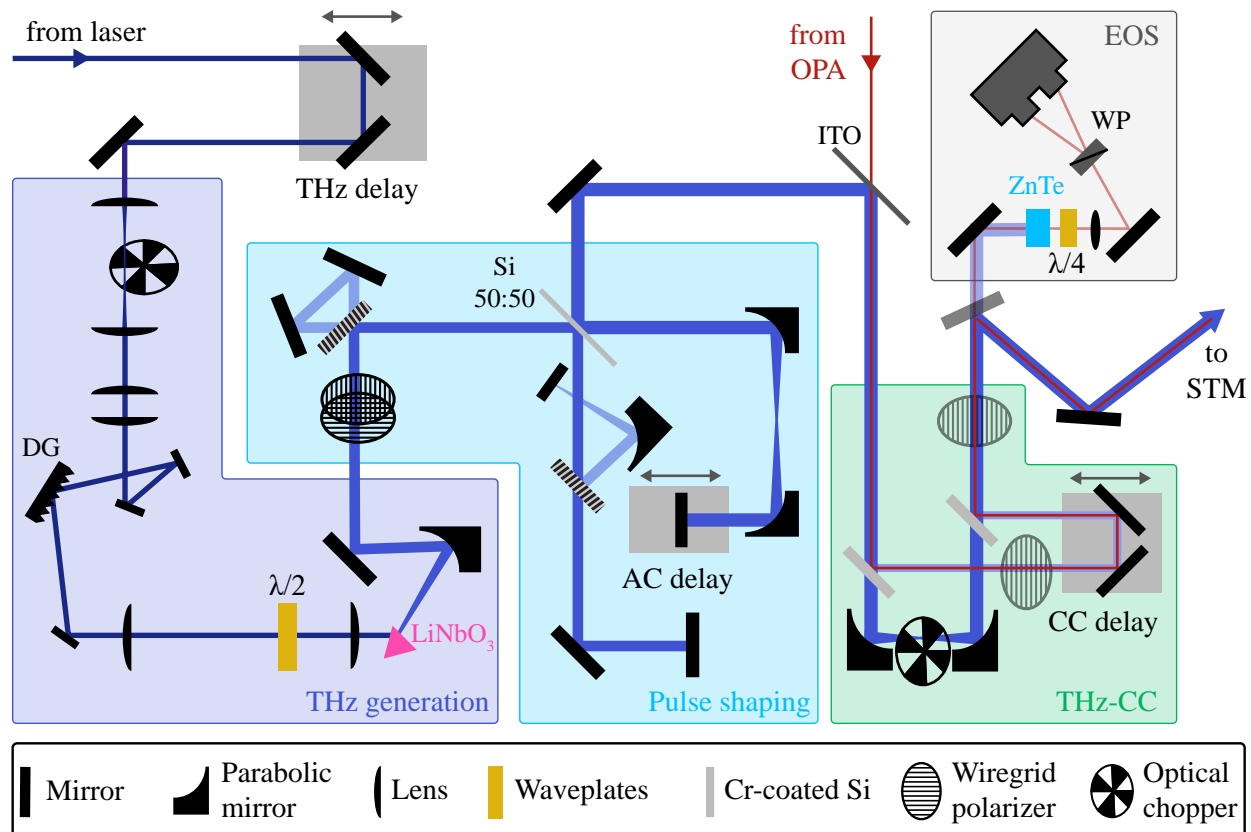 from laser
THz delay
from
OPA
ITO
EOS
WP
ZnTe
λ/4
Si
50:50
to
STM
DG
λ/2
LiNbO₃
AC delay
CC delay
THz generation
Pulse shaping
THz-CC
Mirror
Parabolic
mirror
Lens
Waveplates
Cr-coated Si
Wiregrid
polarizer
Optical
chopper